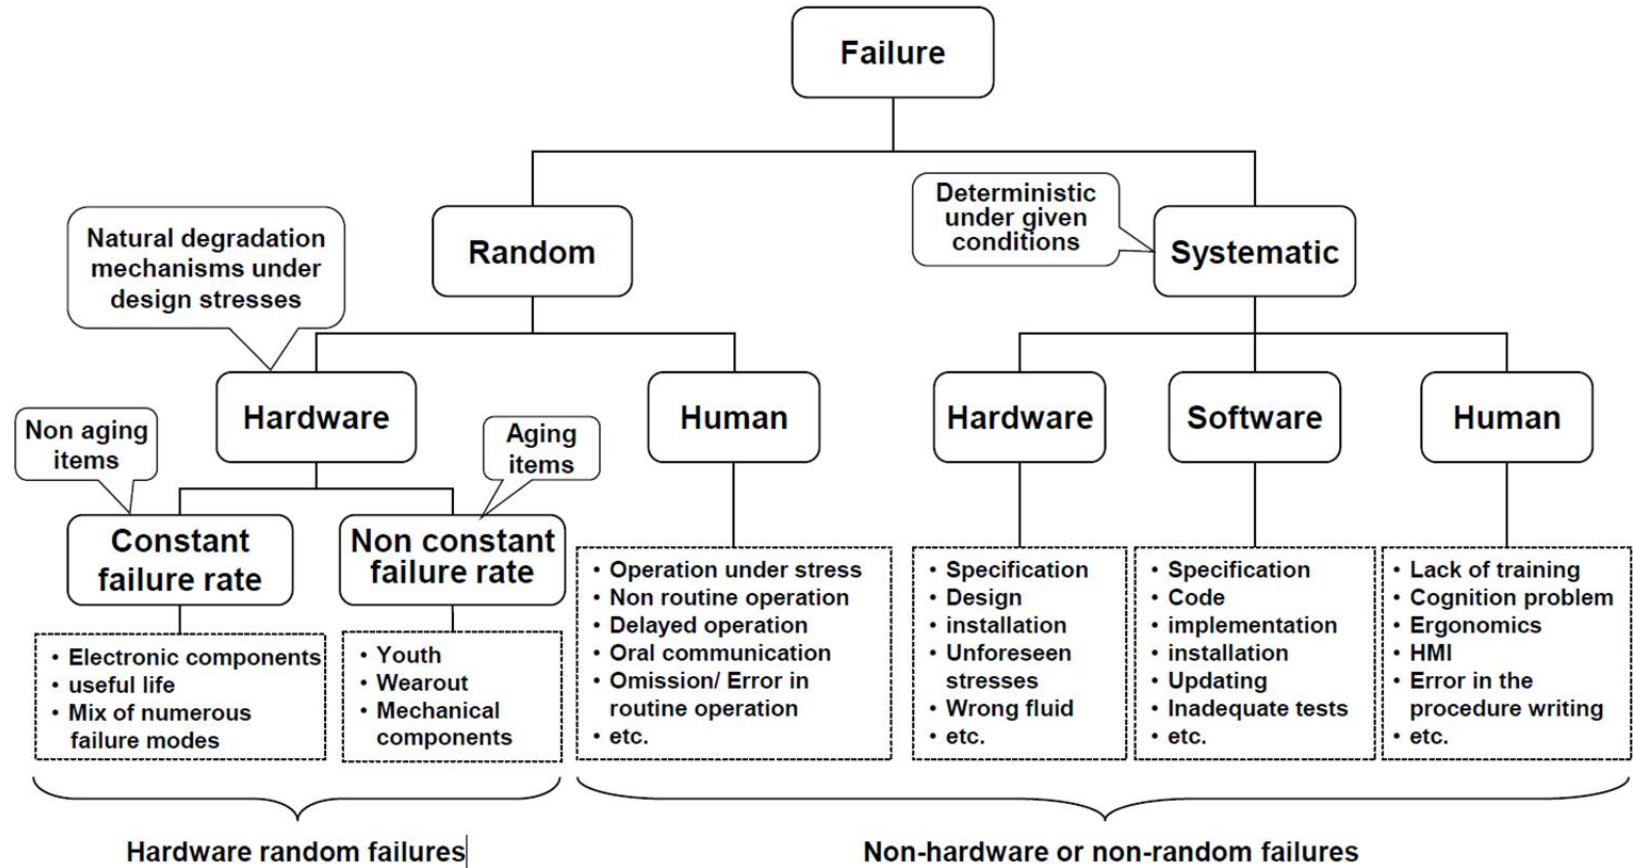 Failure
Random
Deterministic
under given
conditions
Systematic
Natural degradation
mechanisms under
design stresses
Hardware
Human
Hardware
Software
Human
Non aging
items
Aging
items
Constant
failure rate
Non constant
failure rate
• Electronic components
• useful life
• Mix of numerous
failure modes
• Youth
• Wearout
• Mechanical
components
• Operation under stress
• Non routine operation
• Delayed operation
• Oral communication
• Omission/ Error in
routine operation
• etc.
• Specification
• Design
• installation
• Unforeseen
stresses
• Wrong fluid
• etc.
• Specification
• Code
• implementation
• installation
• Updating
• Inadequate tests
• etc.
• Lack of training
• Cognition problem
• Ergonomics
• HMI
• Error in the
procedure writing
• etc.
Hardware random failures
Non-hardware or non-random failures